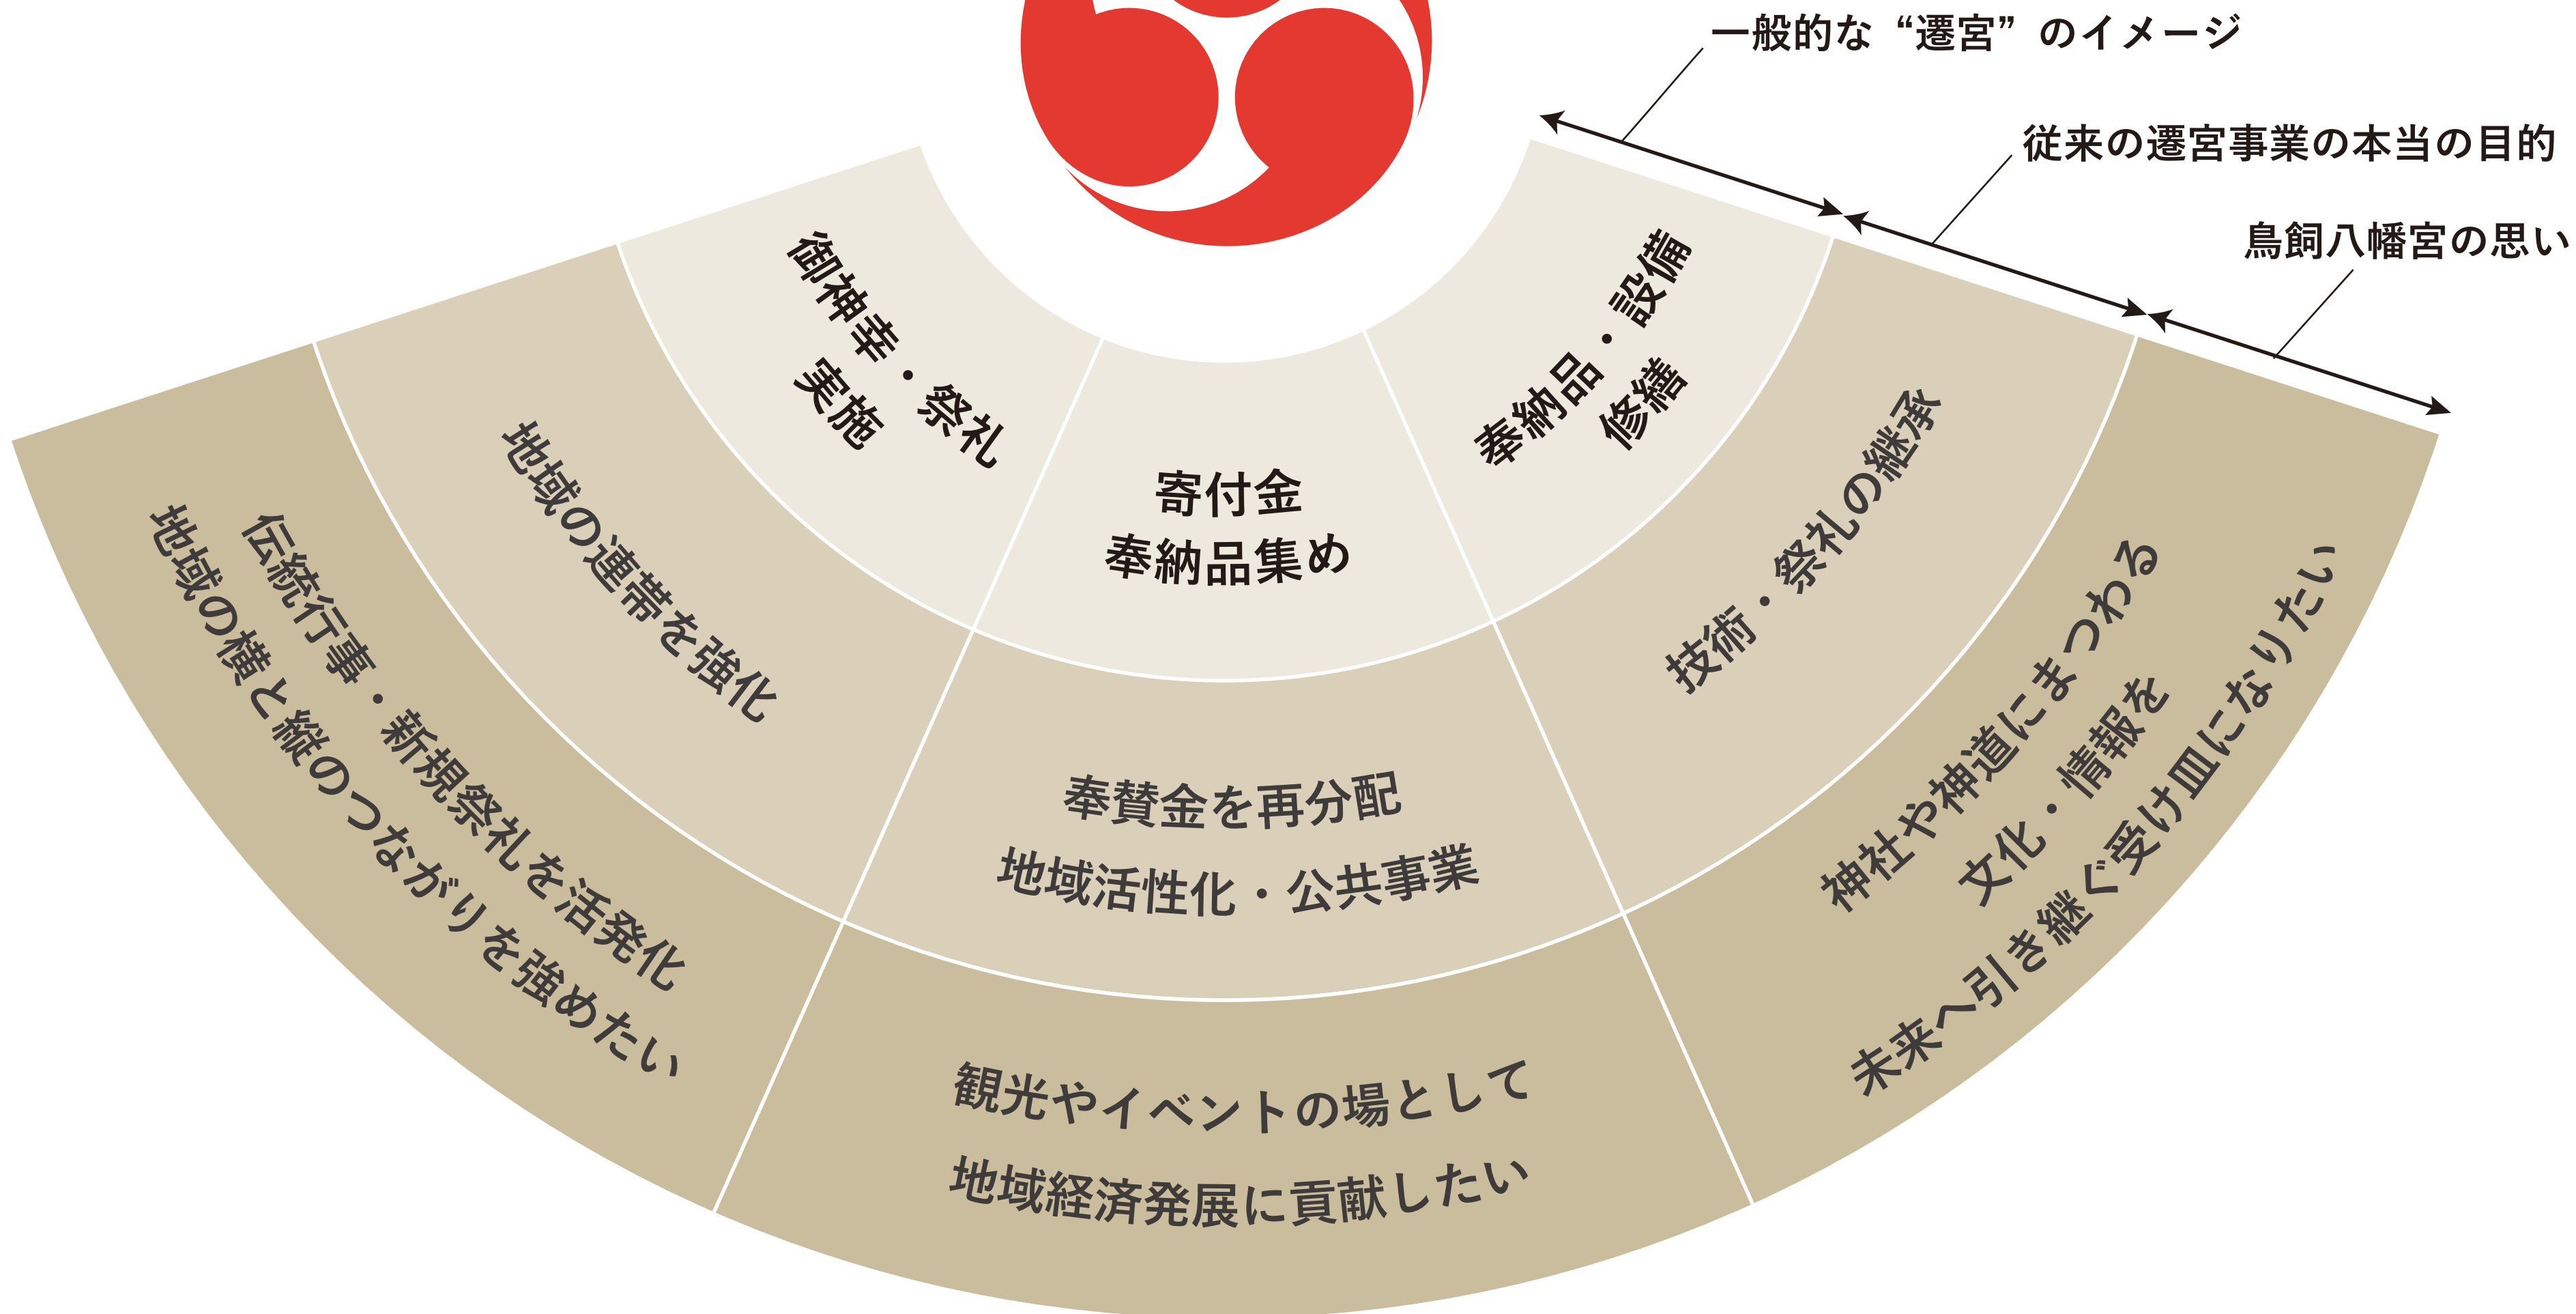 一般的な“遷宮”のイメージ
従来の遷宮事業の本当の目的
鳥飼八幡宮の思い
御神幸・祭礼
実施
寄付金
奉納品集め
奉納品・設備
修繕
地域の連帯を強化
奉賛金を再分配
地域活性化・公共事業
技術・祭礼の継承
伝統行事・新規祭礼を活発化
地域の横と縦のつながりを強めたい
観光やイベントの場として
地域経済発展に貢献したい
神社や神道にまつわる
文化・情報を
未来へ引き継ぐ受け皿になりたい